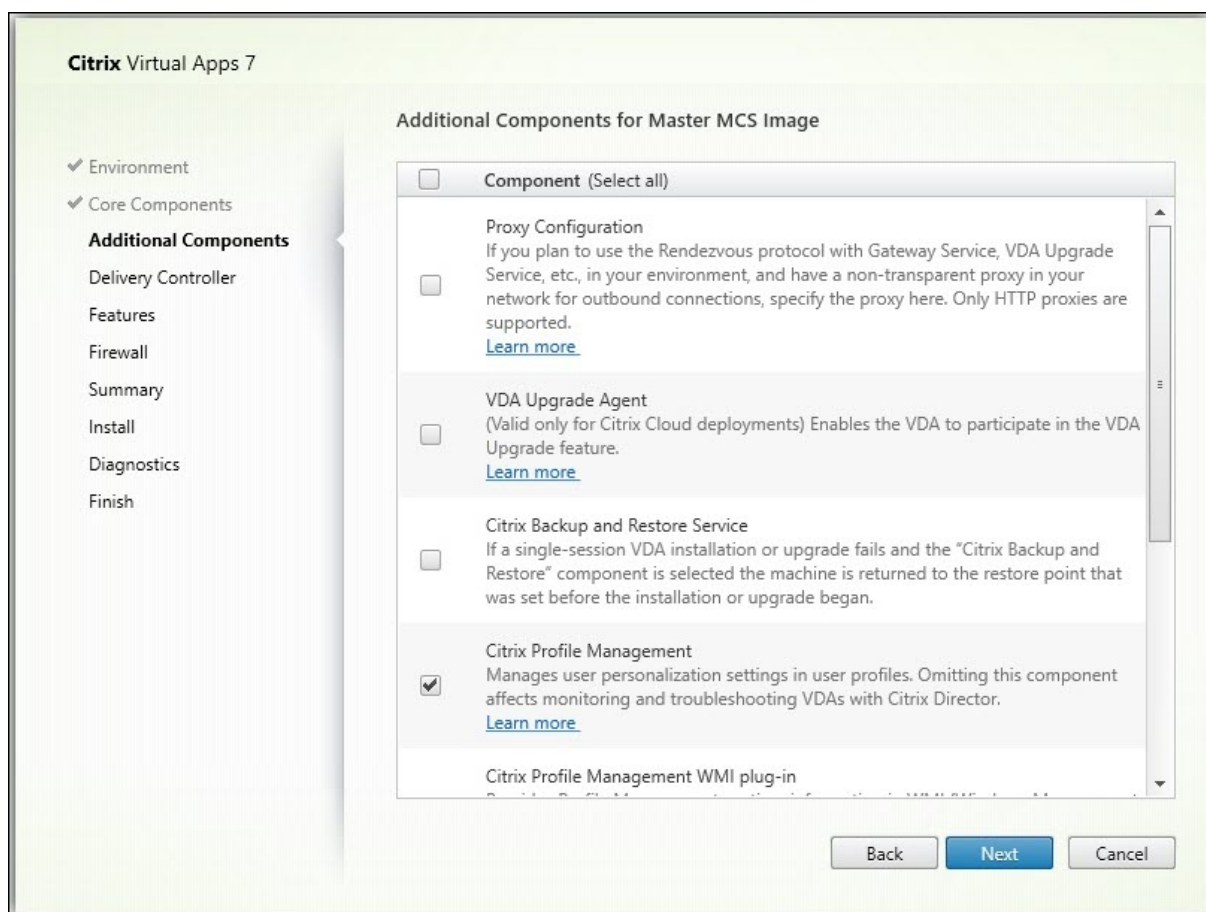 Citrix Virtual Apps 7
Environment
Core Components
Additional Components
Delivery Controller
Features
Firewall
Summary
Install
Diagnostics
Finish
Additional Components for Master MCS Image
Component (Select all)
Proxy Configuration
If you plan to use the Rendezvous protocol with Gateway Service, VDA Upgrade
Service, etc., in your environment, and have a non-transparent proxy in your
network for outbound connections, specify the proxy here. Only HTTP proxies are
supported.
Learn more
VDA Upgrade Agent
(Valid only for Citrix Cloud deployments) Enables the VDA to participate in the VDA
Upgrade feature.
Learn more
Citrix Backup and Restore Service
If a single-session VDA installation or upgrade fails and the “Citrix Backup and
Restore” component is selected the machine is returned to the restore point that
was set before the installation or upgrade began.
Citrix Profile Management
Manages user personalization settings in user profiles. Omitting this component
affects monitoring and troubleshooting VDAs with Citrix Director.
Learn more
Citrix Profile Management WMI plug-in
Back
Next
Cancel